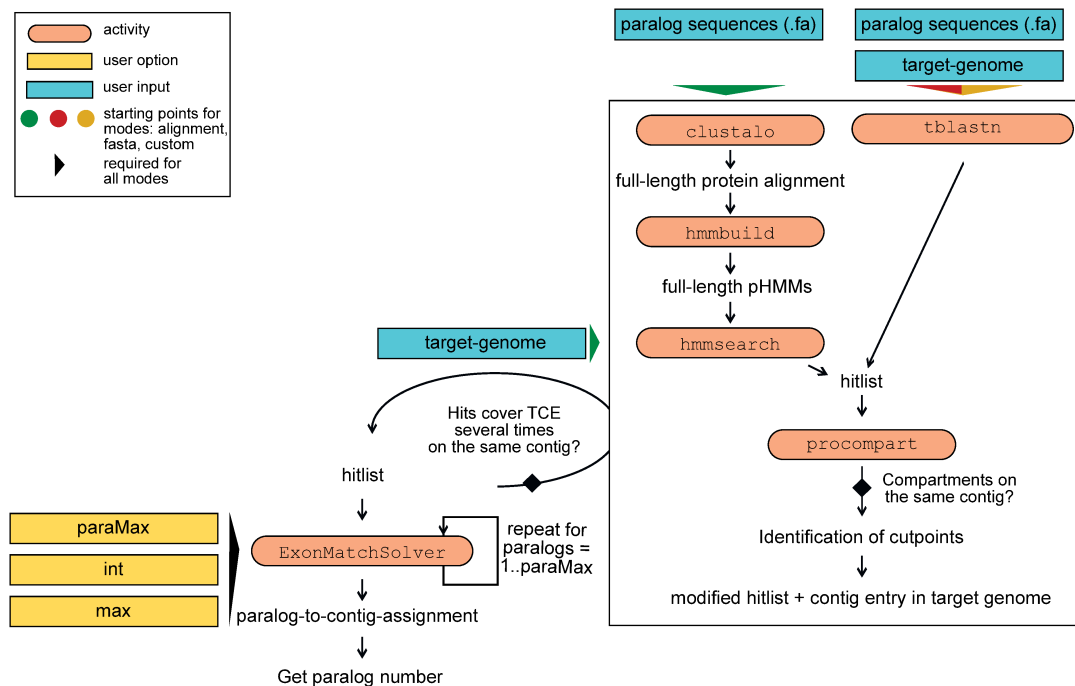 activity
user option
user input
starting points for
modes: alignment,
fasta, custom
required for
all modes
paralog sequences (.fa)
paralog sequences (.fa)
target-genome
clustalo
tblastn
full-length protein alignment
hmmbuild
full-length pHMMs
target-genome
hmmsearch
hitlist
Hits cover TCE
several times
on the same contig?
procompart
hitlist
Compartments on
the same contig?
paraMax
int
max
ExonMatchSolver
repeat for
paralogs =
1..paraMax
Identification of cutpoints
modified hitlist + contig entry in target genome
paralog-to-contig-assignment
Get paralog number